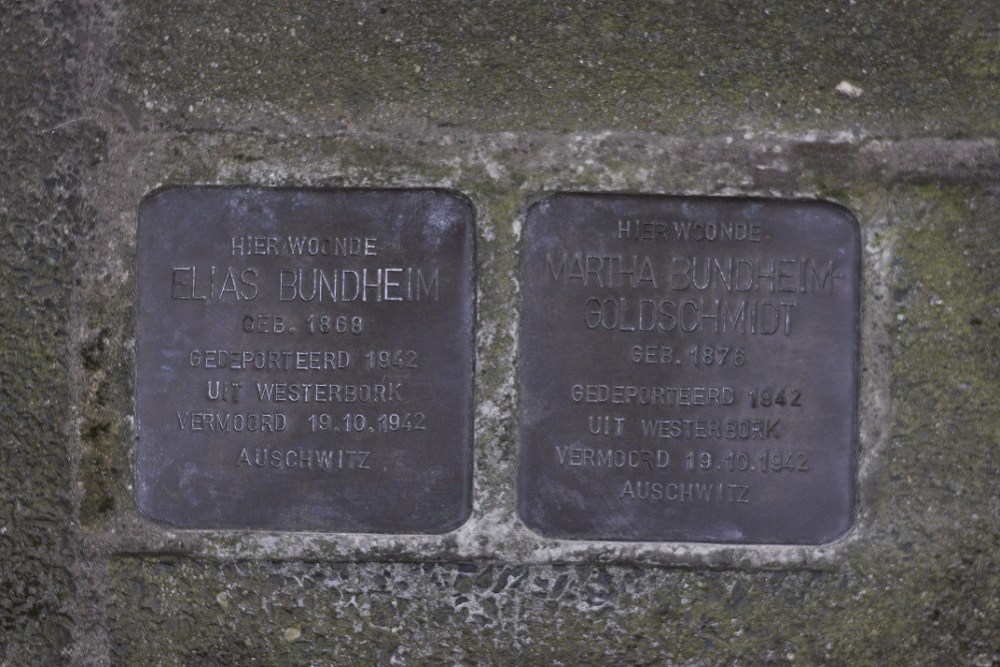 HIER WOONDE
ELIAS BUNDHEIM
GEB. 1868
GEDEPORTEERD 1942
UIT WESTERBORK
VERMOORD 19.10.1942
AUSCHWITZ
HIER WOONDE
MARTHA BUNDHEIM-
GOLDSCHMIDT
GEB. 1876
GEDEPORTEERD 1942
UIT WESTERBORK
VERMOORD 19.10.1942
AUSCHWITZ